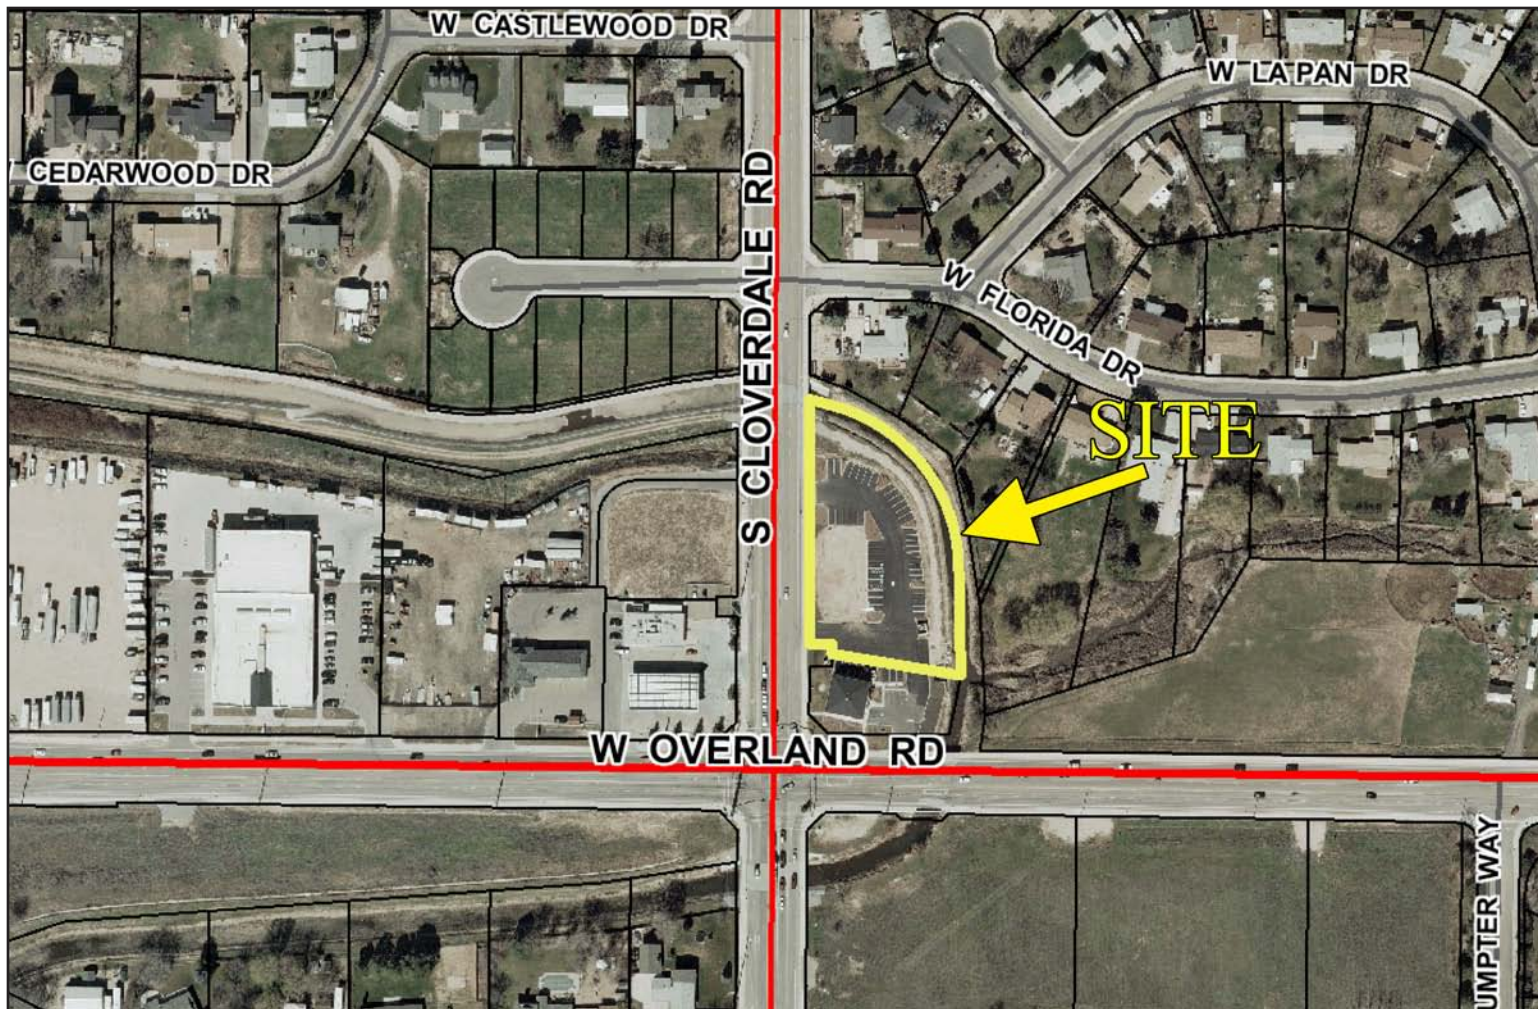 W CASTLEWOOD DR
W LA PAN DR
CEDARWOOD DR
S CLOVERDALE RD
W FLORIDA DR
SITE
W OVERLAND RD
UMPTER WAY